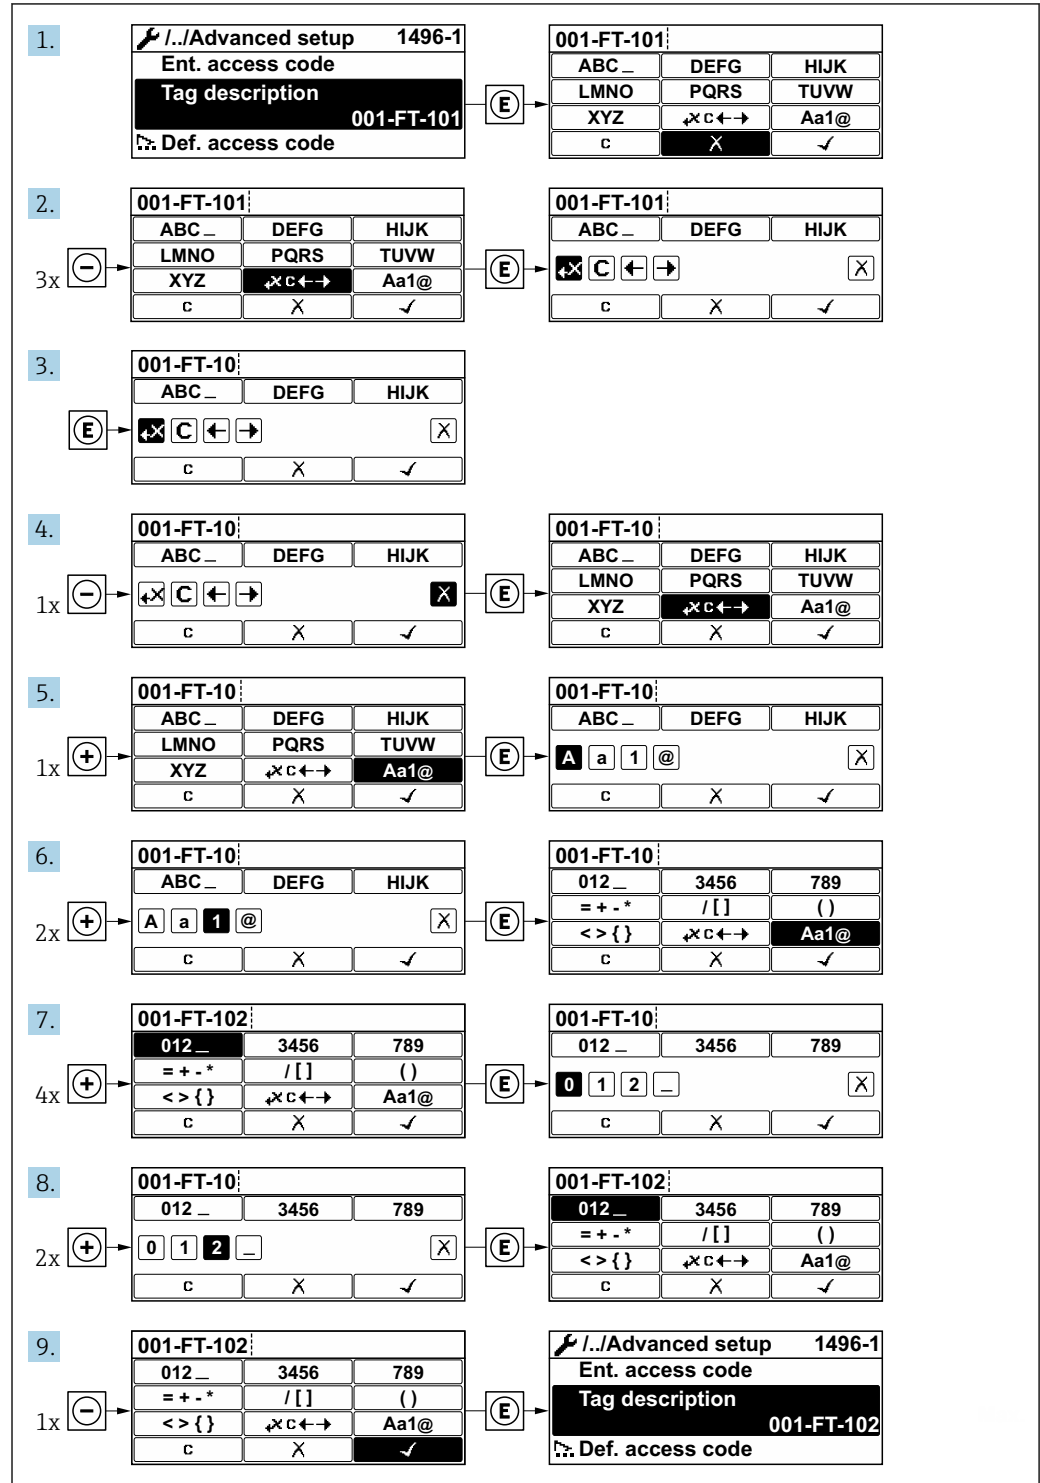 1.
/../Advanced setup 1496-1
Ent. access code
Tag description
001-FT-101
Def. access code
E
001-FT-101
ABC_ DEFG HIJK
LMNO PQRS TUVW
XYZ C←→ Aa1@
C X ✓
2.
3x −
001-FT-101
ABC_ DEFG HIJK
LMNO PQRS TUVW
XYZ C←→ Aa1@
C X ✓
E
001-FT-101
ABC_ DEFG HIJK
C ← → X
C X ✓
3.
E
001-FT-10
ABC_ DEFG HIJK
C ← → X
C X ✓
4.
1x −
001-FT-10
ABC_ DEFG HIJK
C ← → X
C X ✓
E
001-FT-10
ABC_ DEFG HIJK
LMNO PQRS TUVW
XYZ C←→ Aa1@
C X ✓
5.
1x +
001-FT-10
ABC_ DEFG HIJK
LMNO PQRS TUVW
XYZ C←→ Aa1@
C X ✓
E
001-FT-10
ABC_ DEFG HIJK
A a 1 @ X
C X ✓
6.
2x +
001-FT-10
ABC_ DEFG HIJK
A a 1 @ X
C X ✓
E
001-FT-10
012_ 3456 789
= + - * / [ ] ( )
< > { } C←→ Aa1@
C X ✓
7.
4x +
001-FT-102
012_ 3456 789
= + - * / [ ] ( )
< > { } C←→ Aa1@
C X ✓
E
001-FT-10
012_ 3456 789
0 1 2 _ X
C X ✓
8.
2x +
001-FT-10
012_ 3456 789
0 1 2 _ X
C X ✓
E
001-FT-102
012_ 3456 789
= + - * / [ ] ( )
< > { } C←→ Aa1@
C X ✓
9.
1x −
001-FT-102
012_ 3456 789
= + - * / [ ] ( )
< > { } C←→ Aa1@
C X ✓
E
/../Advanced setup 1496-1
Ent. access code
Tag description
001-FT-102
Def. access code